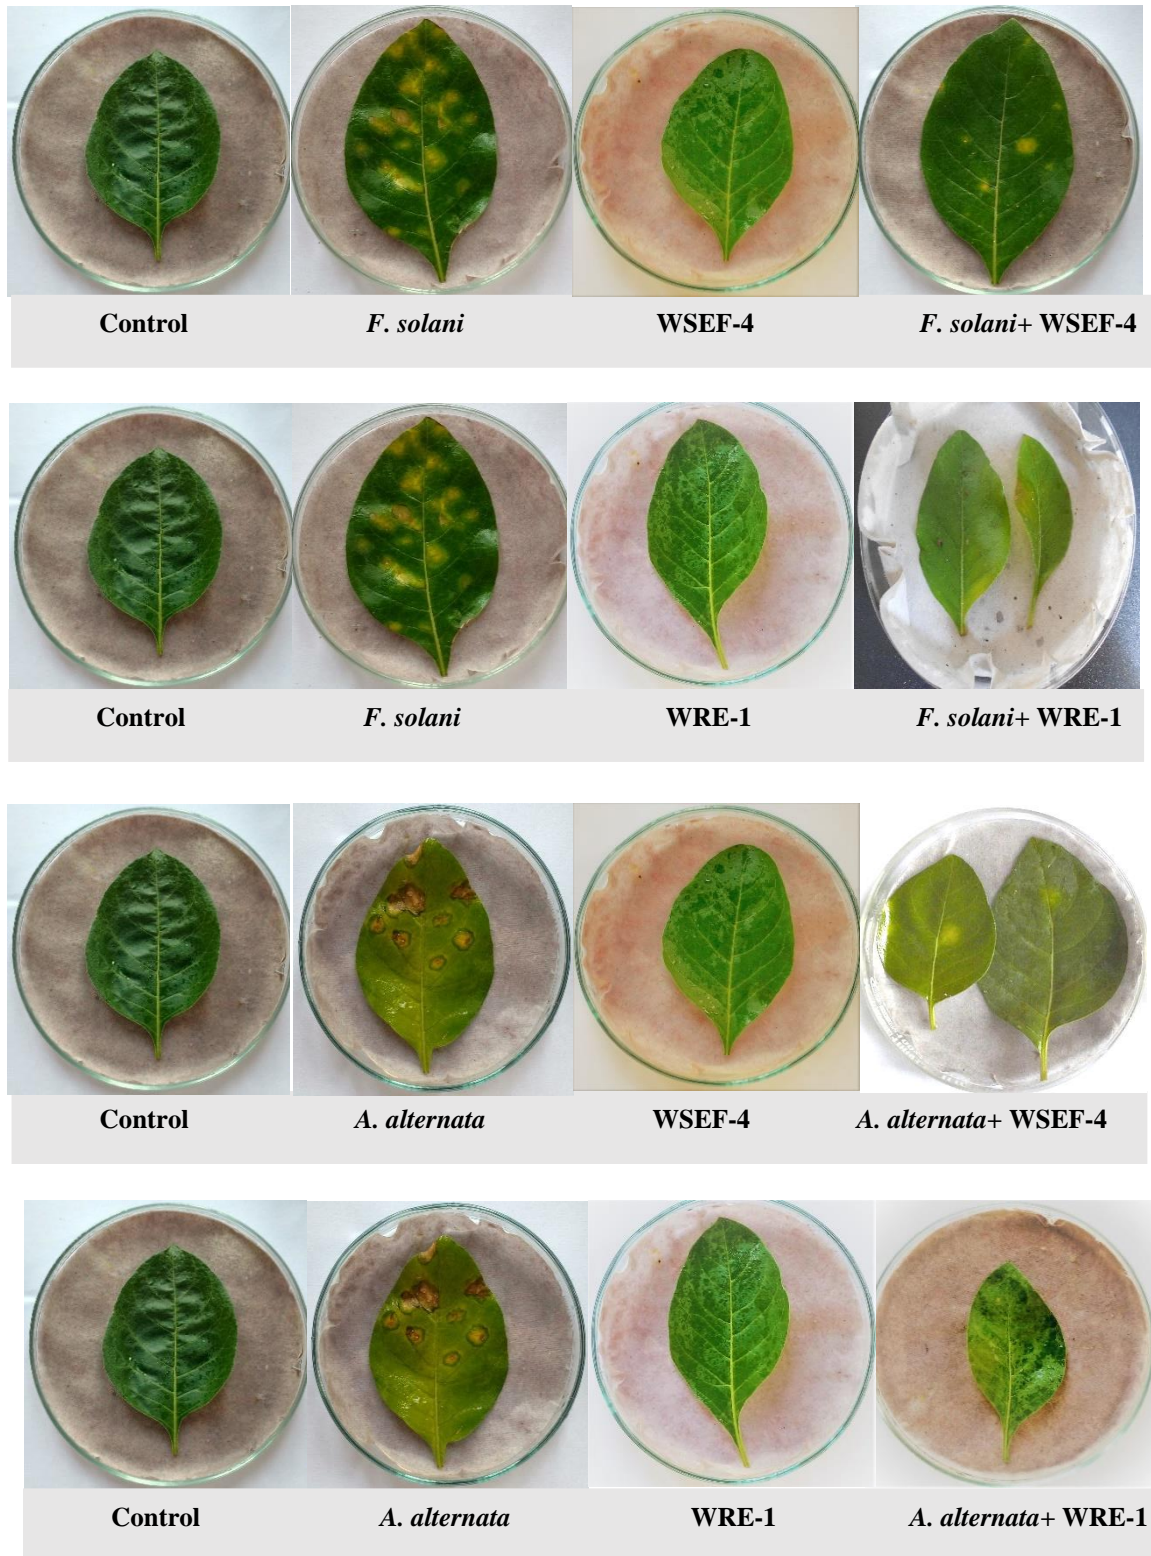 Control F. solani WSEF-4 F. solani+ WSEF-4
Control F. solani WRE-1 F. solani+ WRE-1
Control A. alternata WSEF-4 A. alternata+ WSEF-4
Control A. alternata WRE-1 A. alternata+ WRE-1